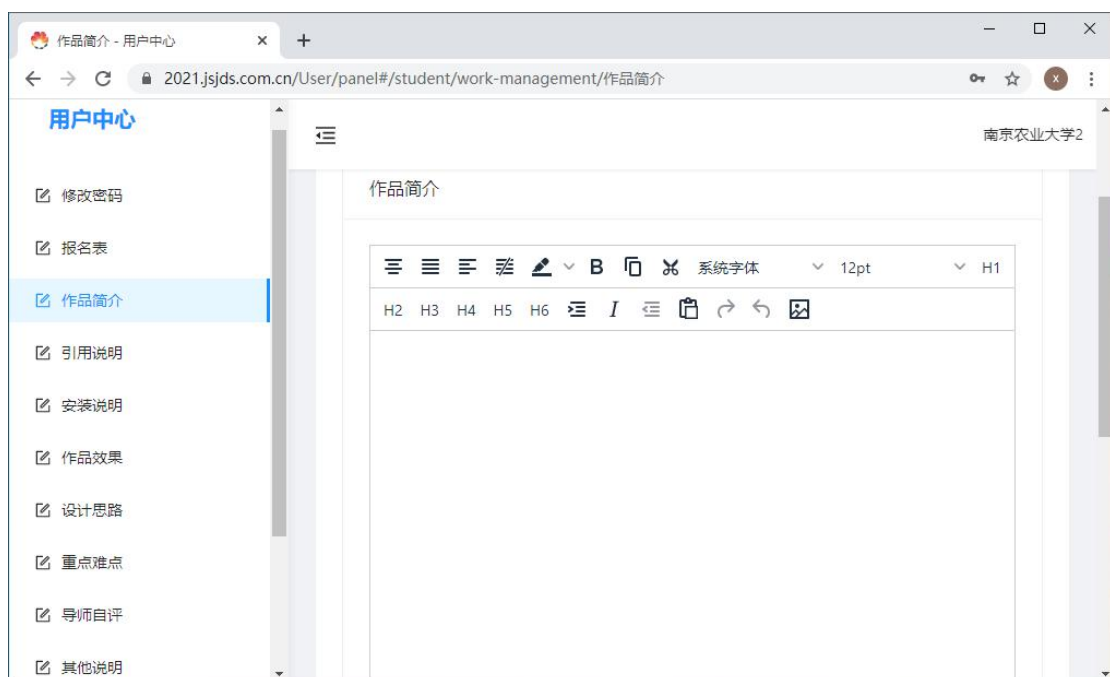 作品简介 - 用户中心
2021.jsjds.com.cn/User/panel#/student/work-management/作品简介
X
用户中心
南京农业大学2
修改密码
报名表
作品简介
引用说明
安装说明
作品效果
设计思路
重点难点
导师自评
其他说明
作品简介
B 系统字体 12pt H1
H2 H3 H4 H5 H6 I